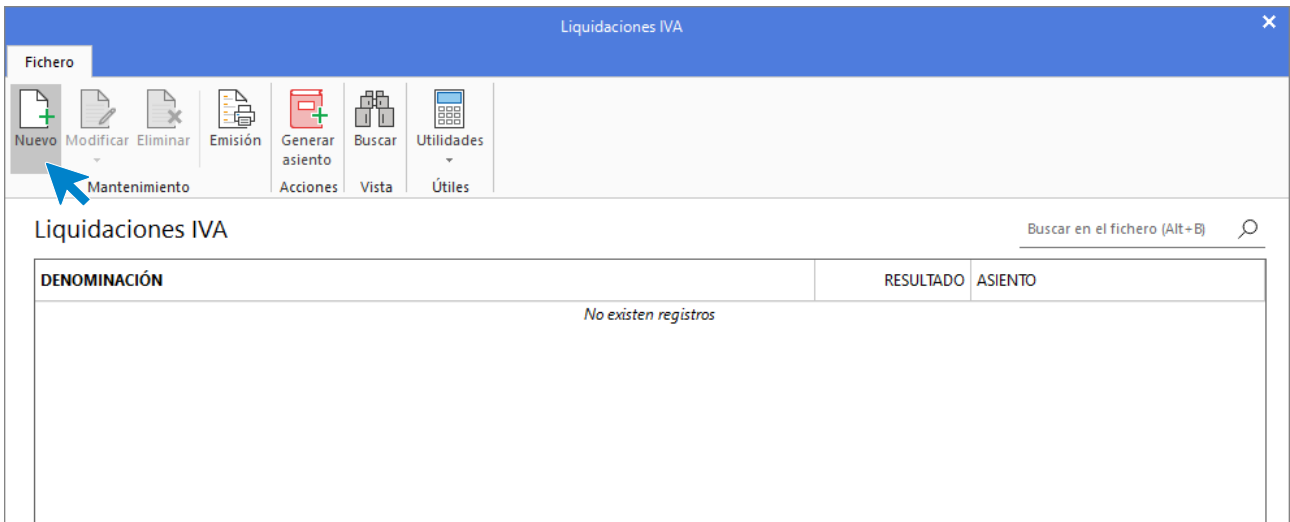 Liquidaciones IVA
Fichero
Nuevo Modificar Eliminar Emisión Generar asiento Buscar Utilidades
Mantenimiento Acciones Vista Útiles
Liquidaciones IVA
Buscar en el fichero (Alt+B)
DENOMINACIÓN RESULTADO ASIENTO
No existen registros